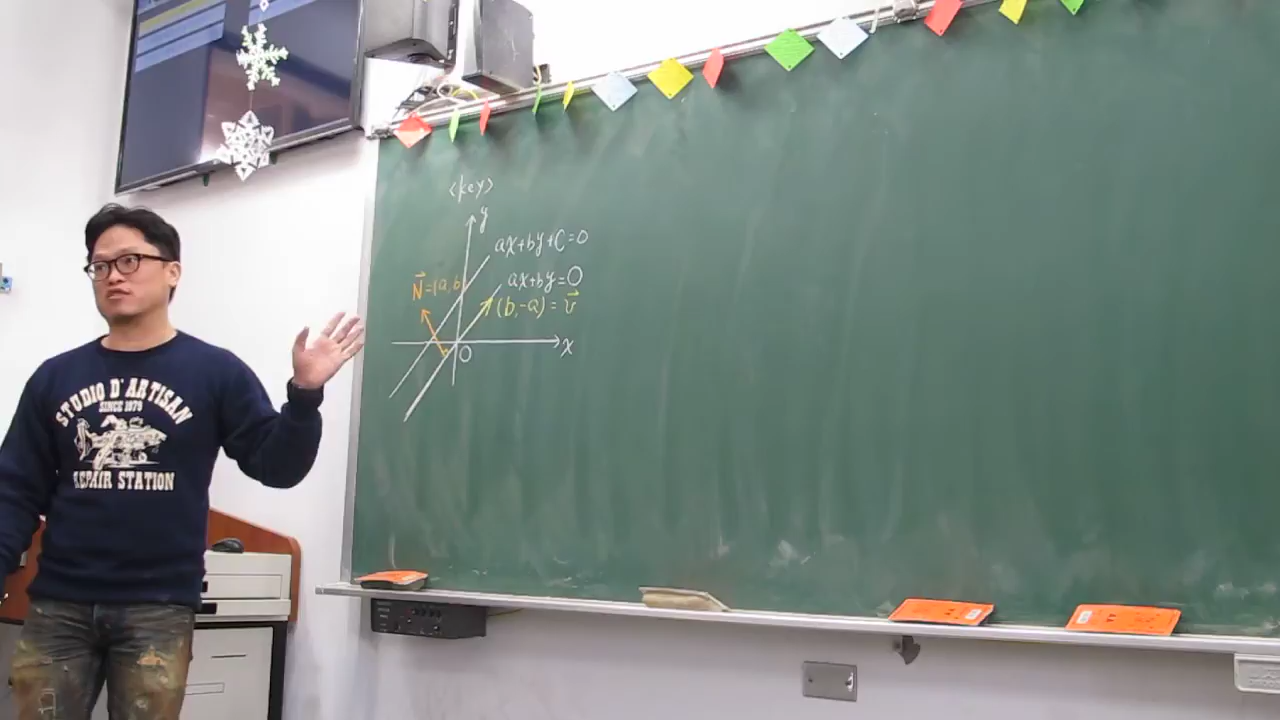 <key>
y
ax+by+c=0
N⃗=(a,b
ax+by=0
(b,-a)=v⃗
x
O
STUDIO D'ARTISAN
SINCE 1979
REPAIR STATION